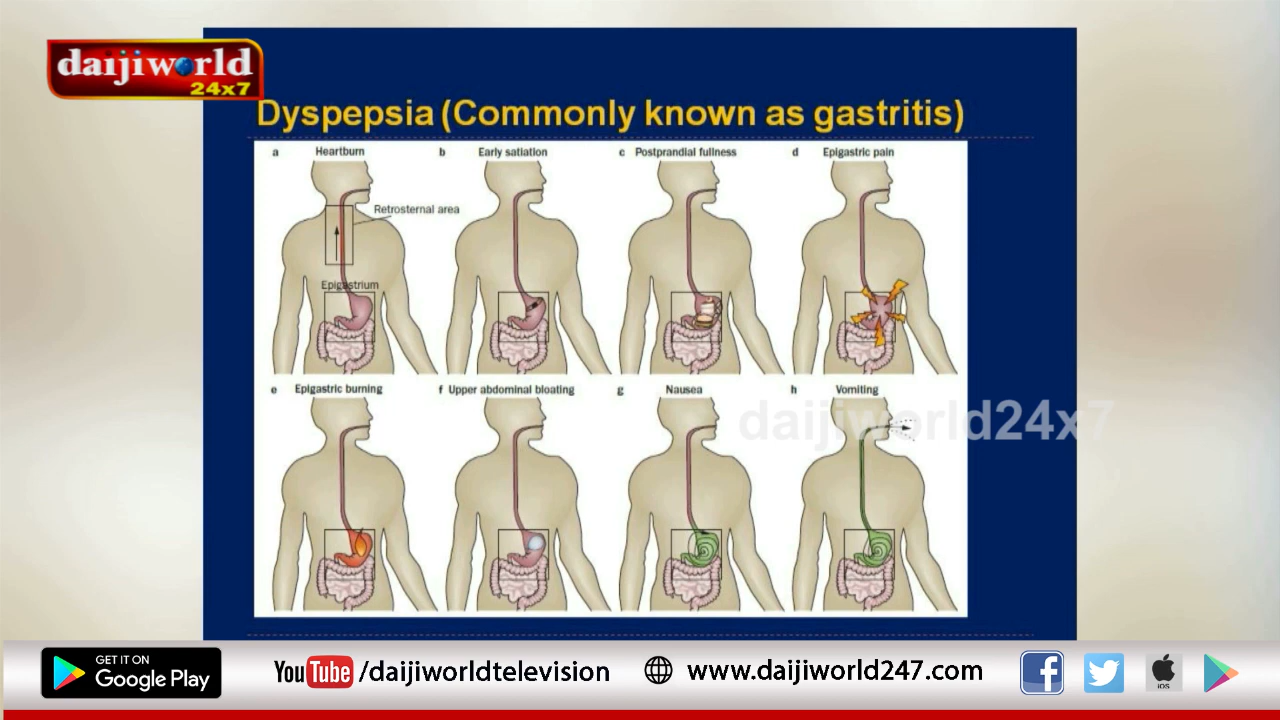 daijiworld
24x7
Dyspepsia (Commonly known as gastritis)
a Heartburn
b Early satiation
c Postprandial fullness
d Epigastric pain
Retrosternal area
Epigastrium
e Epigastric burning
f Upper abdominal bloating
g Nausea
h Vomiting
daijiworld24x7
GET IT ON
Google Play
YouTube /daijiworldtelevision
www.daijiworld247.com
f
iOS